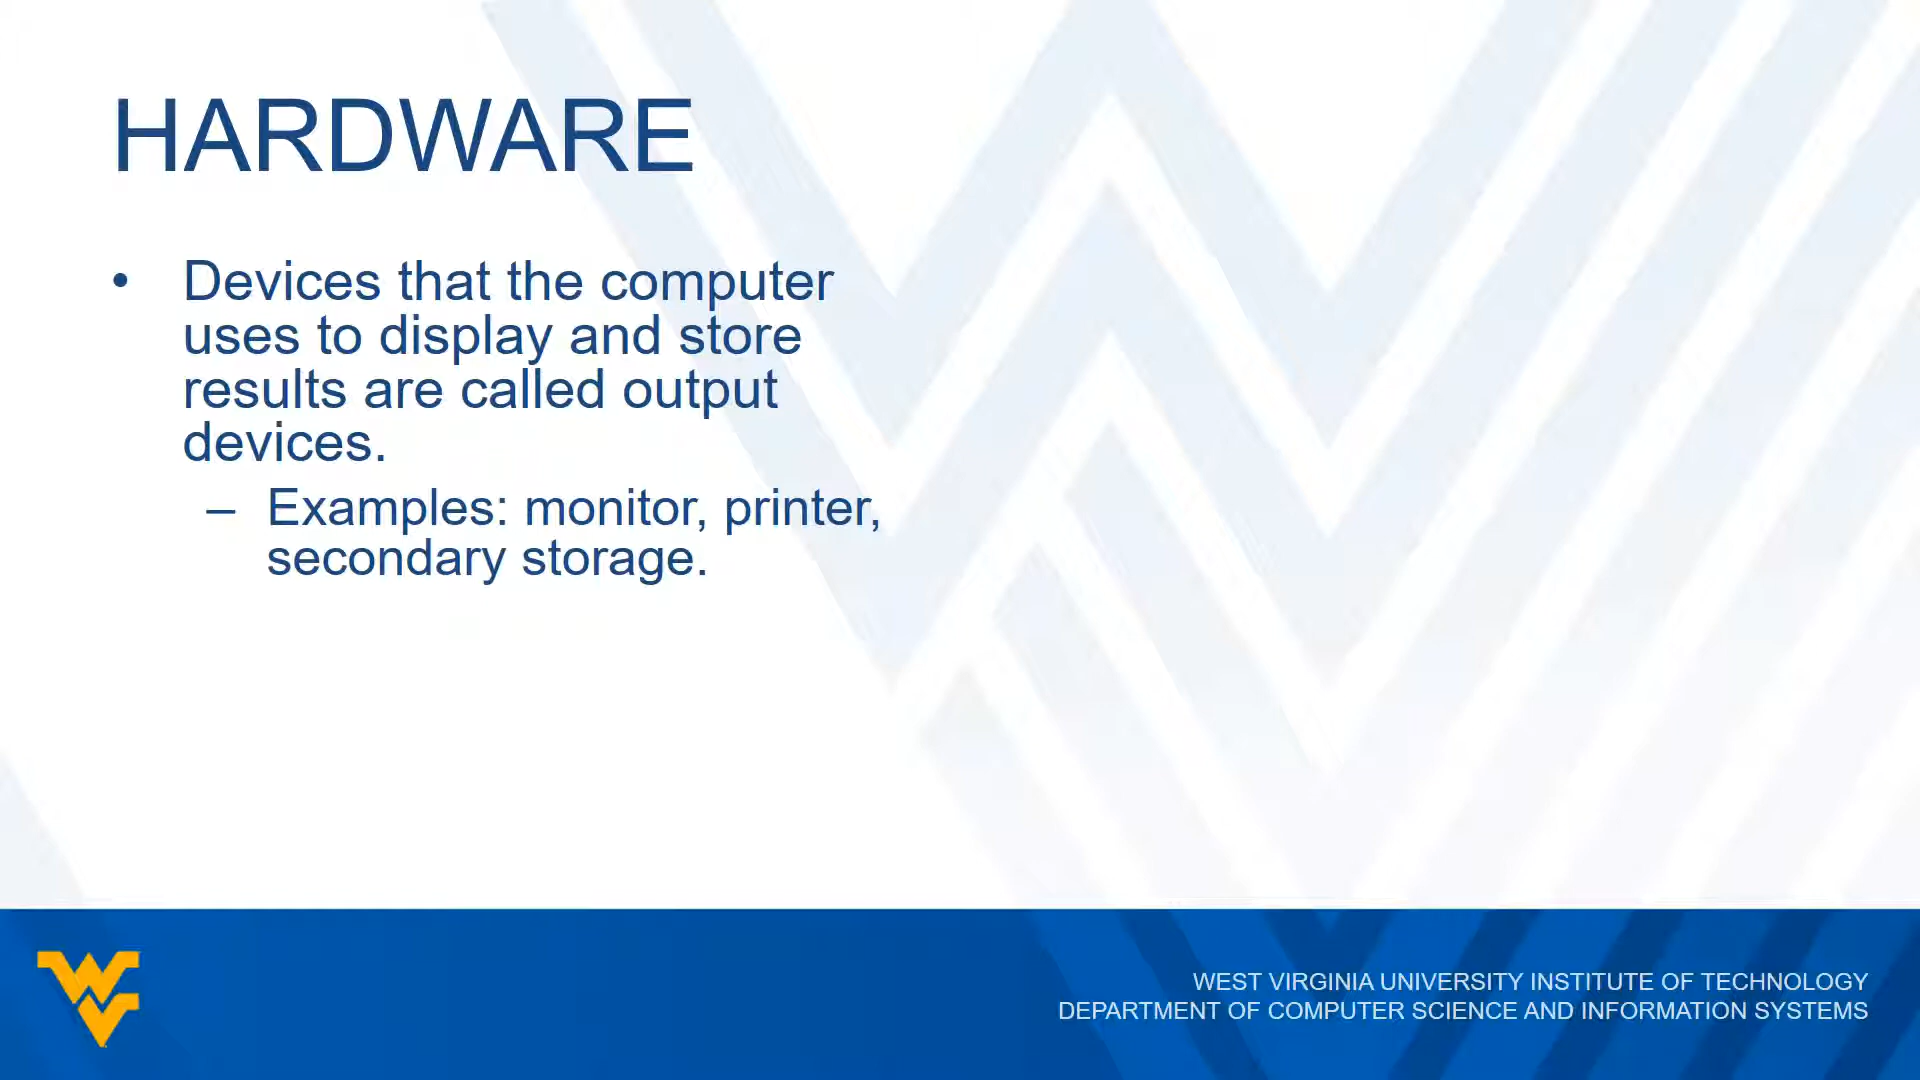 HARDWARE
• Devices that the computer
uses to display and store
results are called output
devices.
– Examples: monitor, printer,
secondary storage.
WEST VIRGINIA UNIVERSITY INSTITUTE OF TECHNOLOGY
DEPARTMENT OF COMPUTER SCIENCE AND INFORMATION SYSTEMS